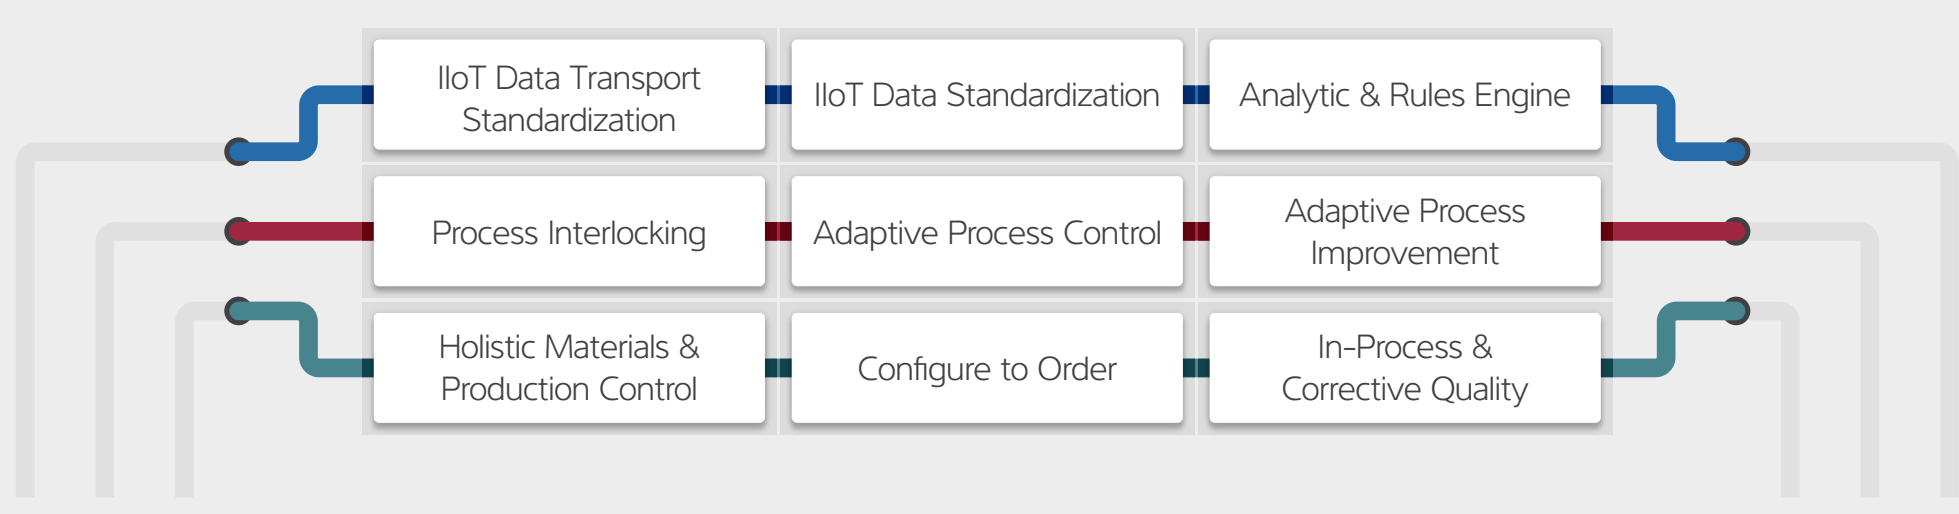 IIoT Data Transport
Standardization
IIoT Data Standardization
Analytic & Rules Engine
Process Interlocking
Adaptive Process Control
Adaptive Process
Improvement
Holistic Materials &
Production Control
Configure to Order
In-Process &
Corrective Quality